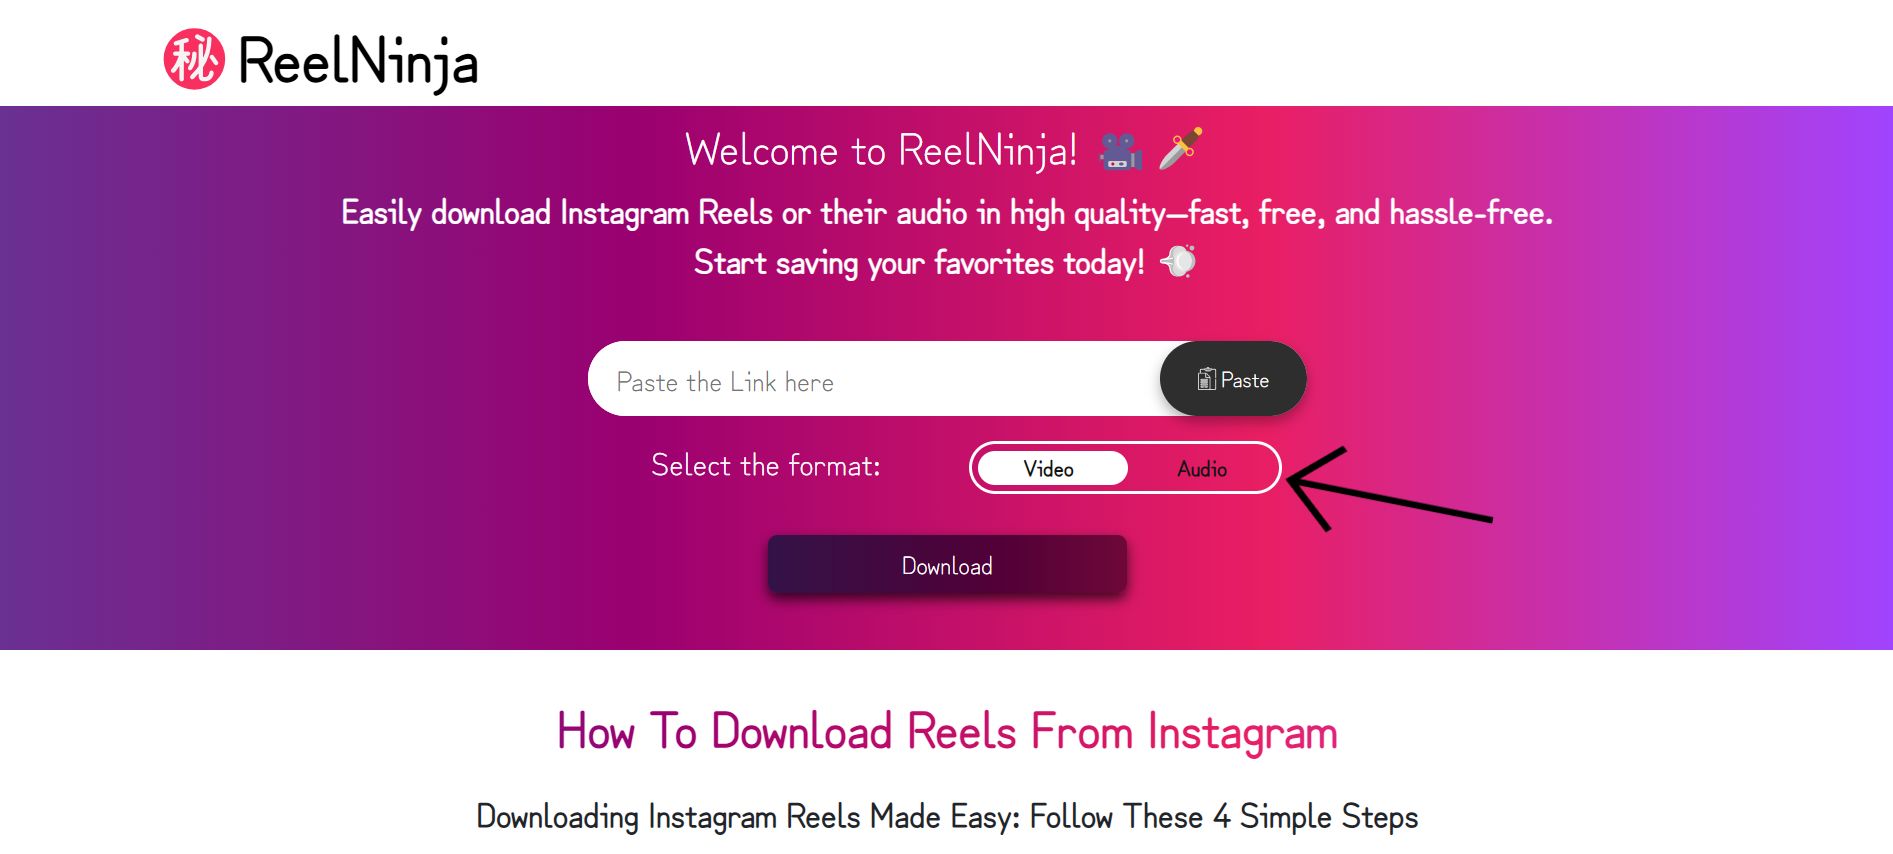 秘 ReelNinja
Welcome to ReelNinja! 🎥 🗡️
Easily download Instagram Reels or their audio in high quality—fast, free, and hassle-free.
Start saving your favorites today! 💨
Paste the Link here
Paste
Select the format:
Video
Audio
Download
How To Download Reels From Instagram
Downloading Instagram Reels Made Easy: Follow These 4 Simple Steps